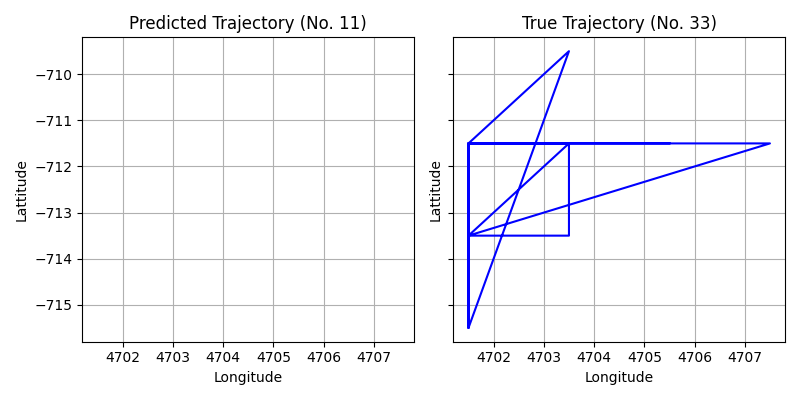 Predicted Trajectory (No. 11)
True Trajectory (No. 33)
−710
−711
−712
−713
−714
−715
Lattitude
Lattitude
4702 4703 4704 4705 4706 4707
4702 4703 4704 4705 4706 4707
Longitude
Longitude